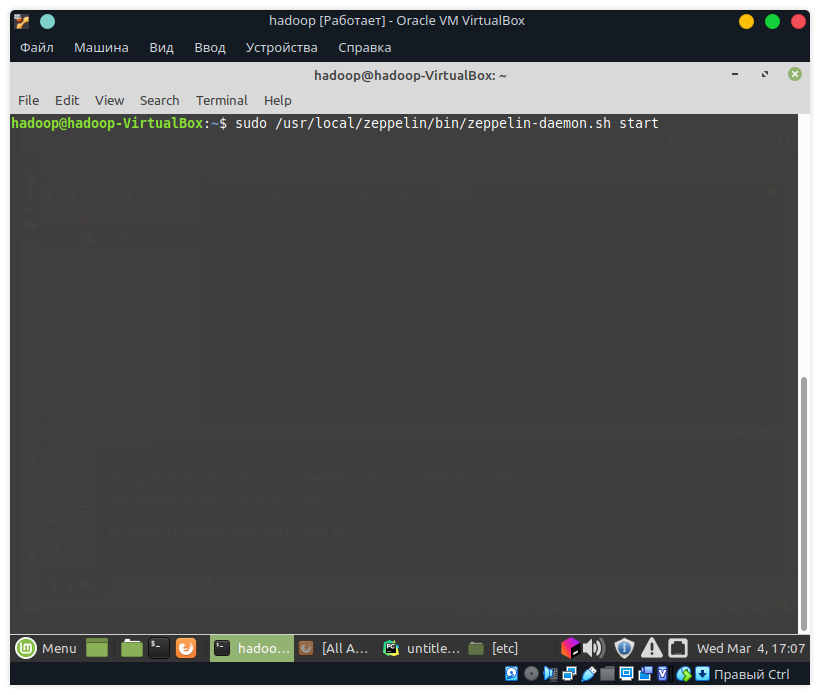 hadoop [Работает] - Oracle VM VirtualBox
Файл Машина Вид Ввод Устройства Справка
hadoop@hadoop-VirtualBox: ~
File Edit View Search Terminal Help
hadoop@hadoop-VirtualBox:~$ sudo /usr/local/zeppelin/bin/zeppelin-daemon.sh start
Menu hadoo... [All A... untitle... [etc] Wed Mar 4, 17:07
Правый Ctrl